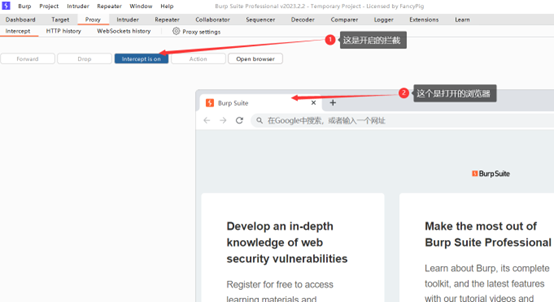 Burp Project Intruder Repeater Window Help
Burp Suite Professional v2023.2.2 - Temporary Project - Licensed by FancyPig
Dashboard Target Proxy Intruder Repeater Collaborator Sequencer Decoder Comparer Logger Extensions Learn
Intercept HTTP history WebSockets history Proxy settings
1 这是开启的拦截
Forward Drop Intercept is on Action Open browser
2 这个是打开的浏览器
Burp Suite
在Google中搜索，或者输入一个网址
Burp Suite
Develop an in-depth
knowledge of web
security vulnerabilities
Register for free to access
learning materials and
Make the most out of
Burp Suite Professional
Learn about Burp, its complete
toolkit, and the latest features
with our tutorial videos and